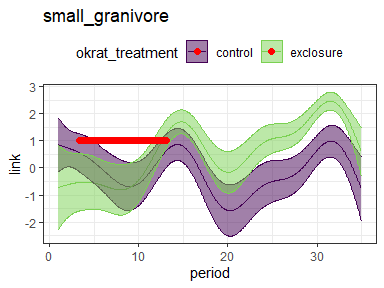 small_granivore
okrat_treatment control exclosure
3
2
1
0
-1
-2
link
0 10 20 30
period